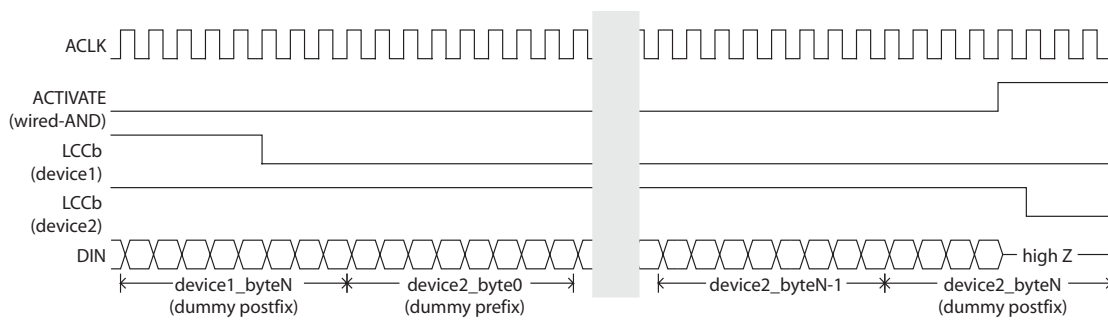 ACLK
ACTIVATE
(wired-AND)
LCCb
(device1)
LCCb
(device2)
DIN
high Z
device1_byteN
(dummy postfix)
device2_byte0
(dummy prefix)
device2_byteN-1
device2_byteN
(dummy postfix)